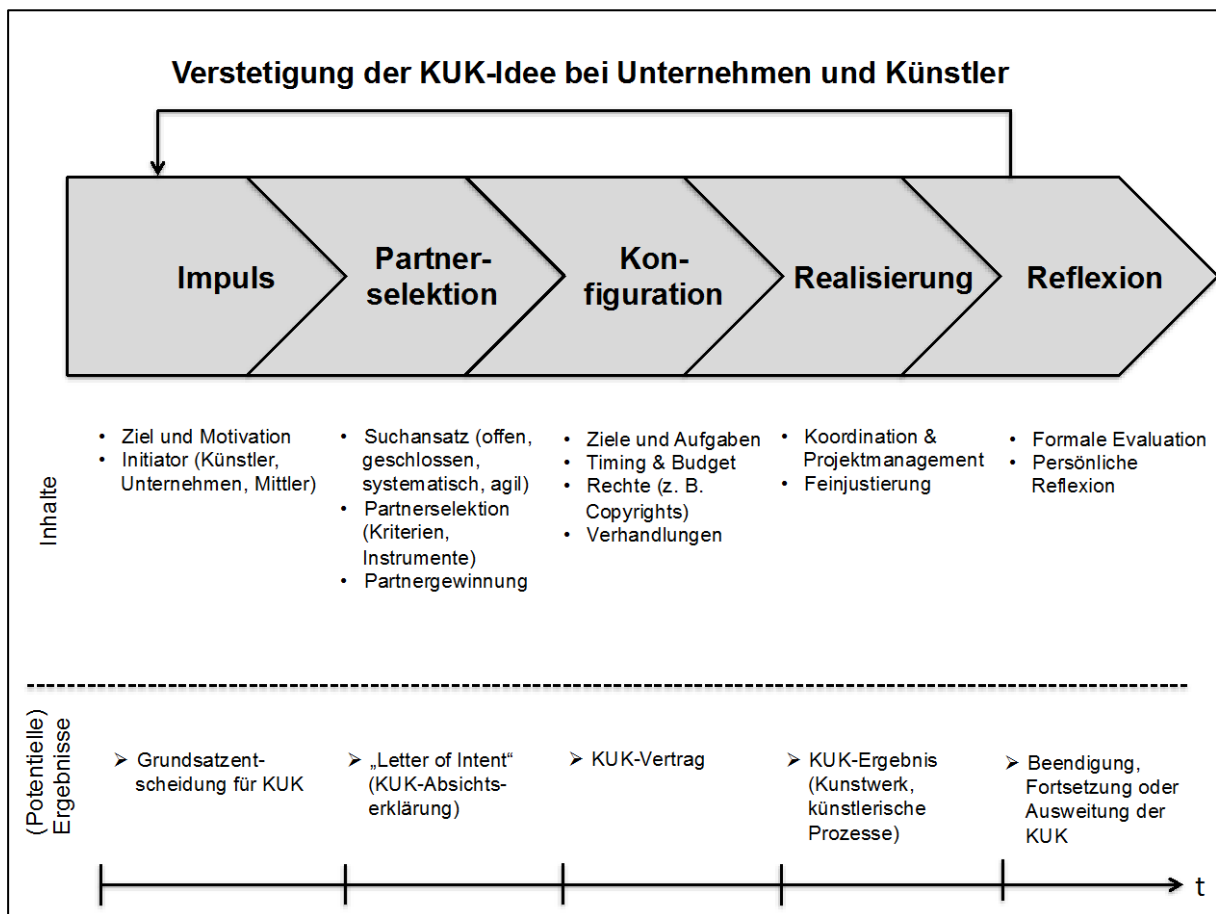 Verstetigung der KUK-Idee bei Unternehmen und Künstler
Impuls
Partner-
selektion
Kon-
figuration
Realisierung
Reflexion
Inhalte
• Ziel und Motivation
• Initiator (Künstler,
Unternehmen, Mittler)
• Suchansatz (offen,
geschlossen,
systematisch, agil)
• Partnerselektion
(Kriterien,
Instrumente)
• Partnergewinnung
• Ziele und Aufgaben
• Timing & Budget
• Rechte (z. B.
Copyrights)
• Verhandlungen
• Koordination &
Projektmanagement
• Feinjustierung
• Formale Evaluation
• Persönliche
Reflexion
(Potentielle)
Ergebnisse
➢ Grundsatzent-
scheidung für KUK
➢ „Letter of Intent“
(KUK-Absichts-
erklärung)
➢ KUK-Vertrag
➢ KUK-Ergebnis
(Kunstwerk,
künstlerische
Prozesse)
➢ Beendigung,
Fortsetzung oder
Ausweitung der
KUK
t